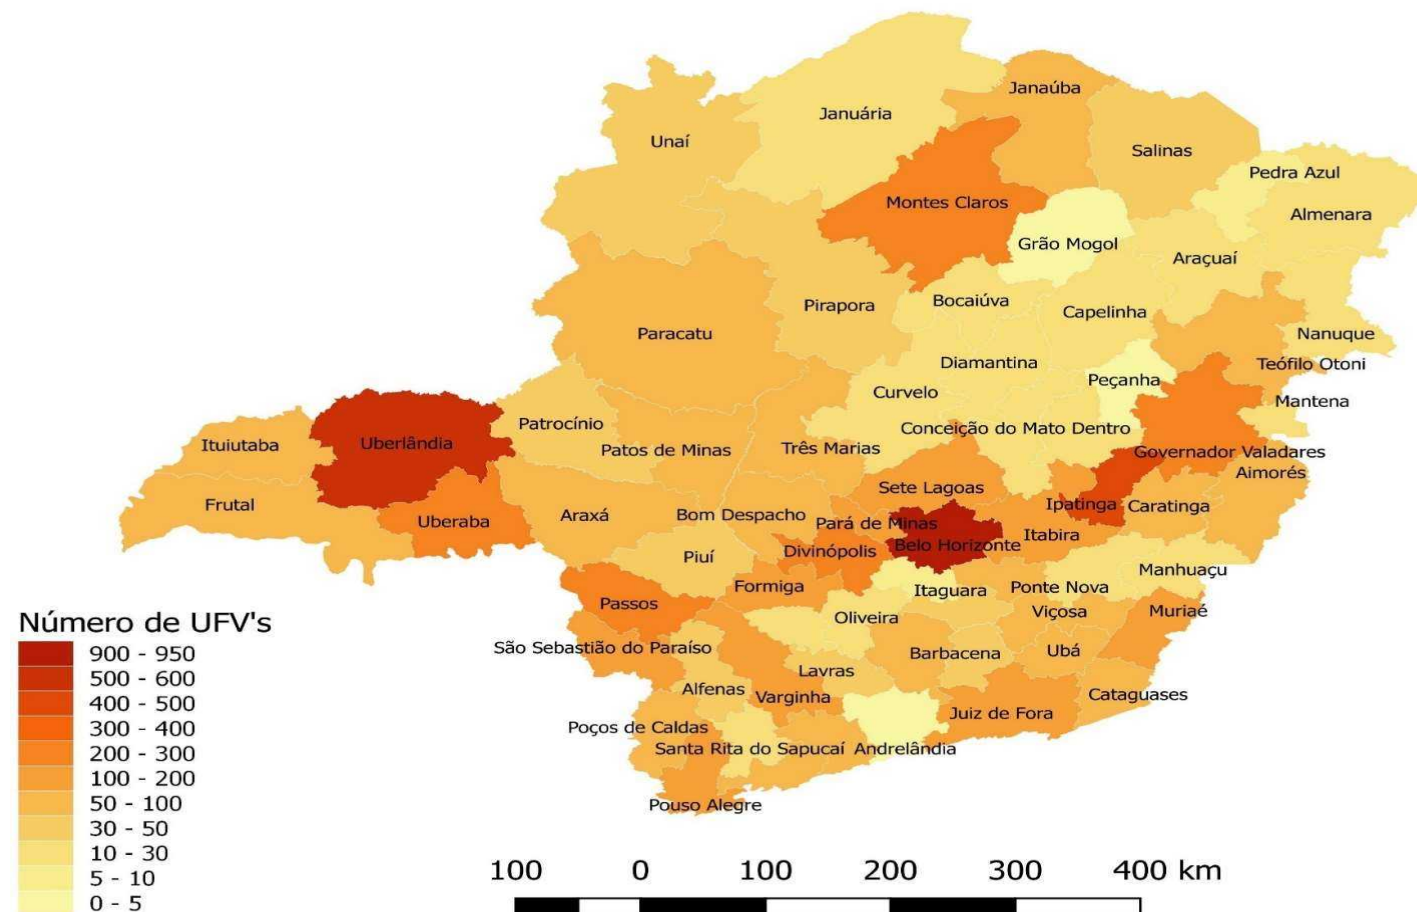 Janaúba
Januária
Unaí
Salinas
Pedra Azul
Montes Claros
Almenara
Grão Mogol
Araçuaí
Bocaiúva
Pirapora
Capelinha
Paracatu
Nanuque
Diamantina
Teófilo Otoni
Peçanha
Curvelo
Mantena
Patrocínio
Conceição do Mato Dentro
Uberlândia
Ituiutaba
Patos de Minas
Três Marias
Governador Valadares
Aimorés
Sete Lagoas
Frutal
Ipatinga
Caratinga
Uberaba
Araxá
Bom Despacho
Pará de Minas
Itabira
Belo Horizonte
Divinópolis
Piuí
Manhuaçu
Formiga
Itaguara
Ponte Nova
Passos
Oliveira
Viçosa
Muriaé
São Sebastião do Paraíso
Barbacena
Ubá
Lavras
Alfenas
Varginha
Cataguases
Juiz de Fora
Poços de Caldas
Santa Rita do Sapucaí
Andrelândia
Pouso Alegre
Número de UFV's
900 - 950
500 - 600
400 - 500
300 - 400
200 - 300
100 - 200
50 - 100
30 - 50
10 - 30
5 - 10
0 - 5
100 0 100 200 300 400 km